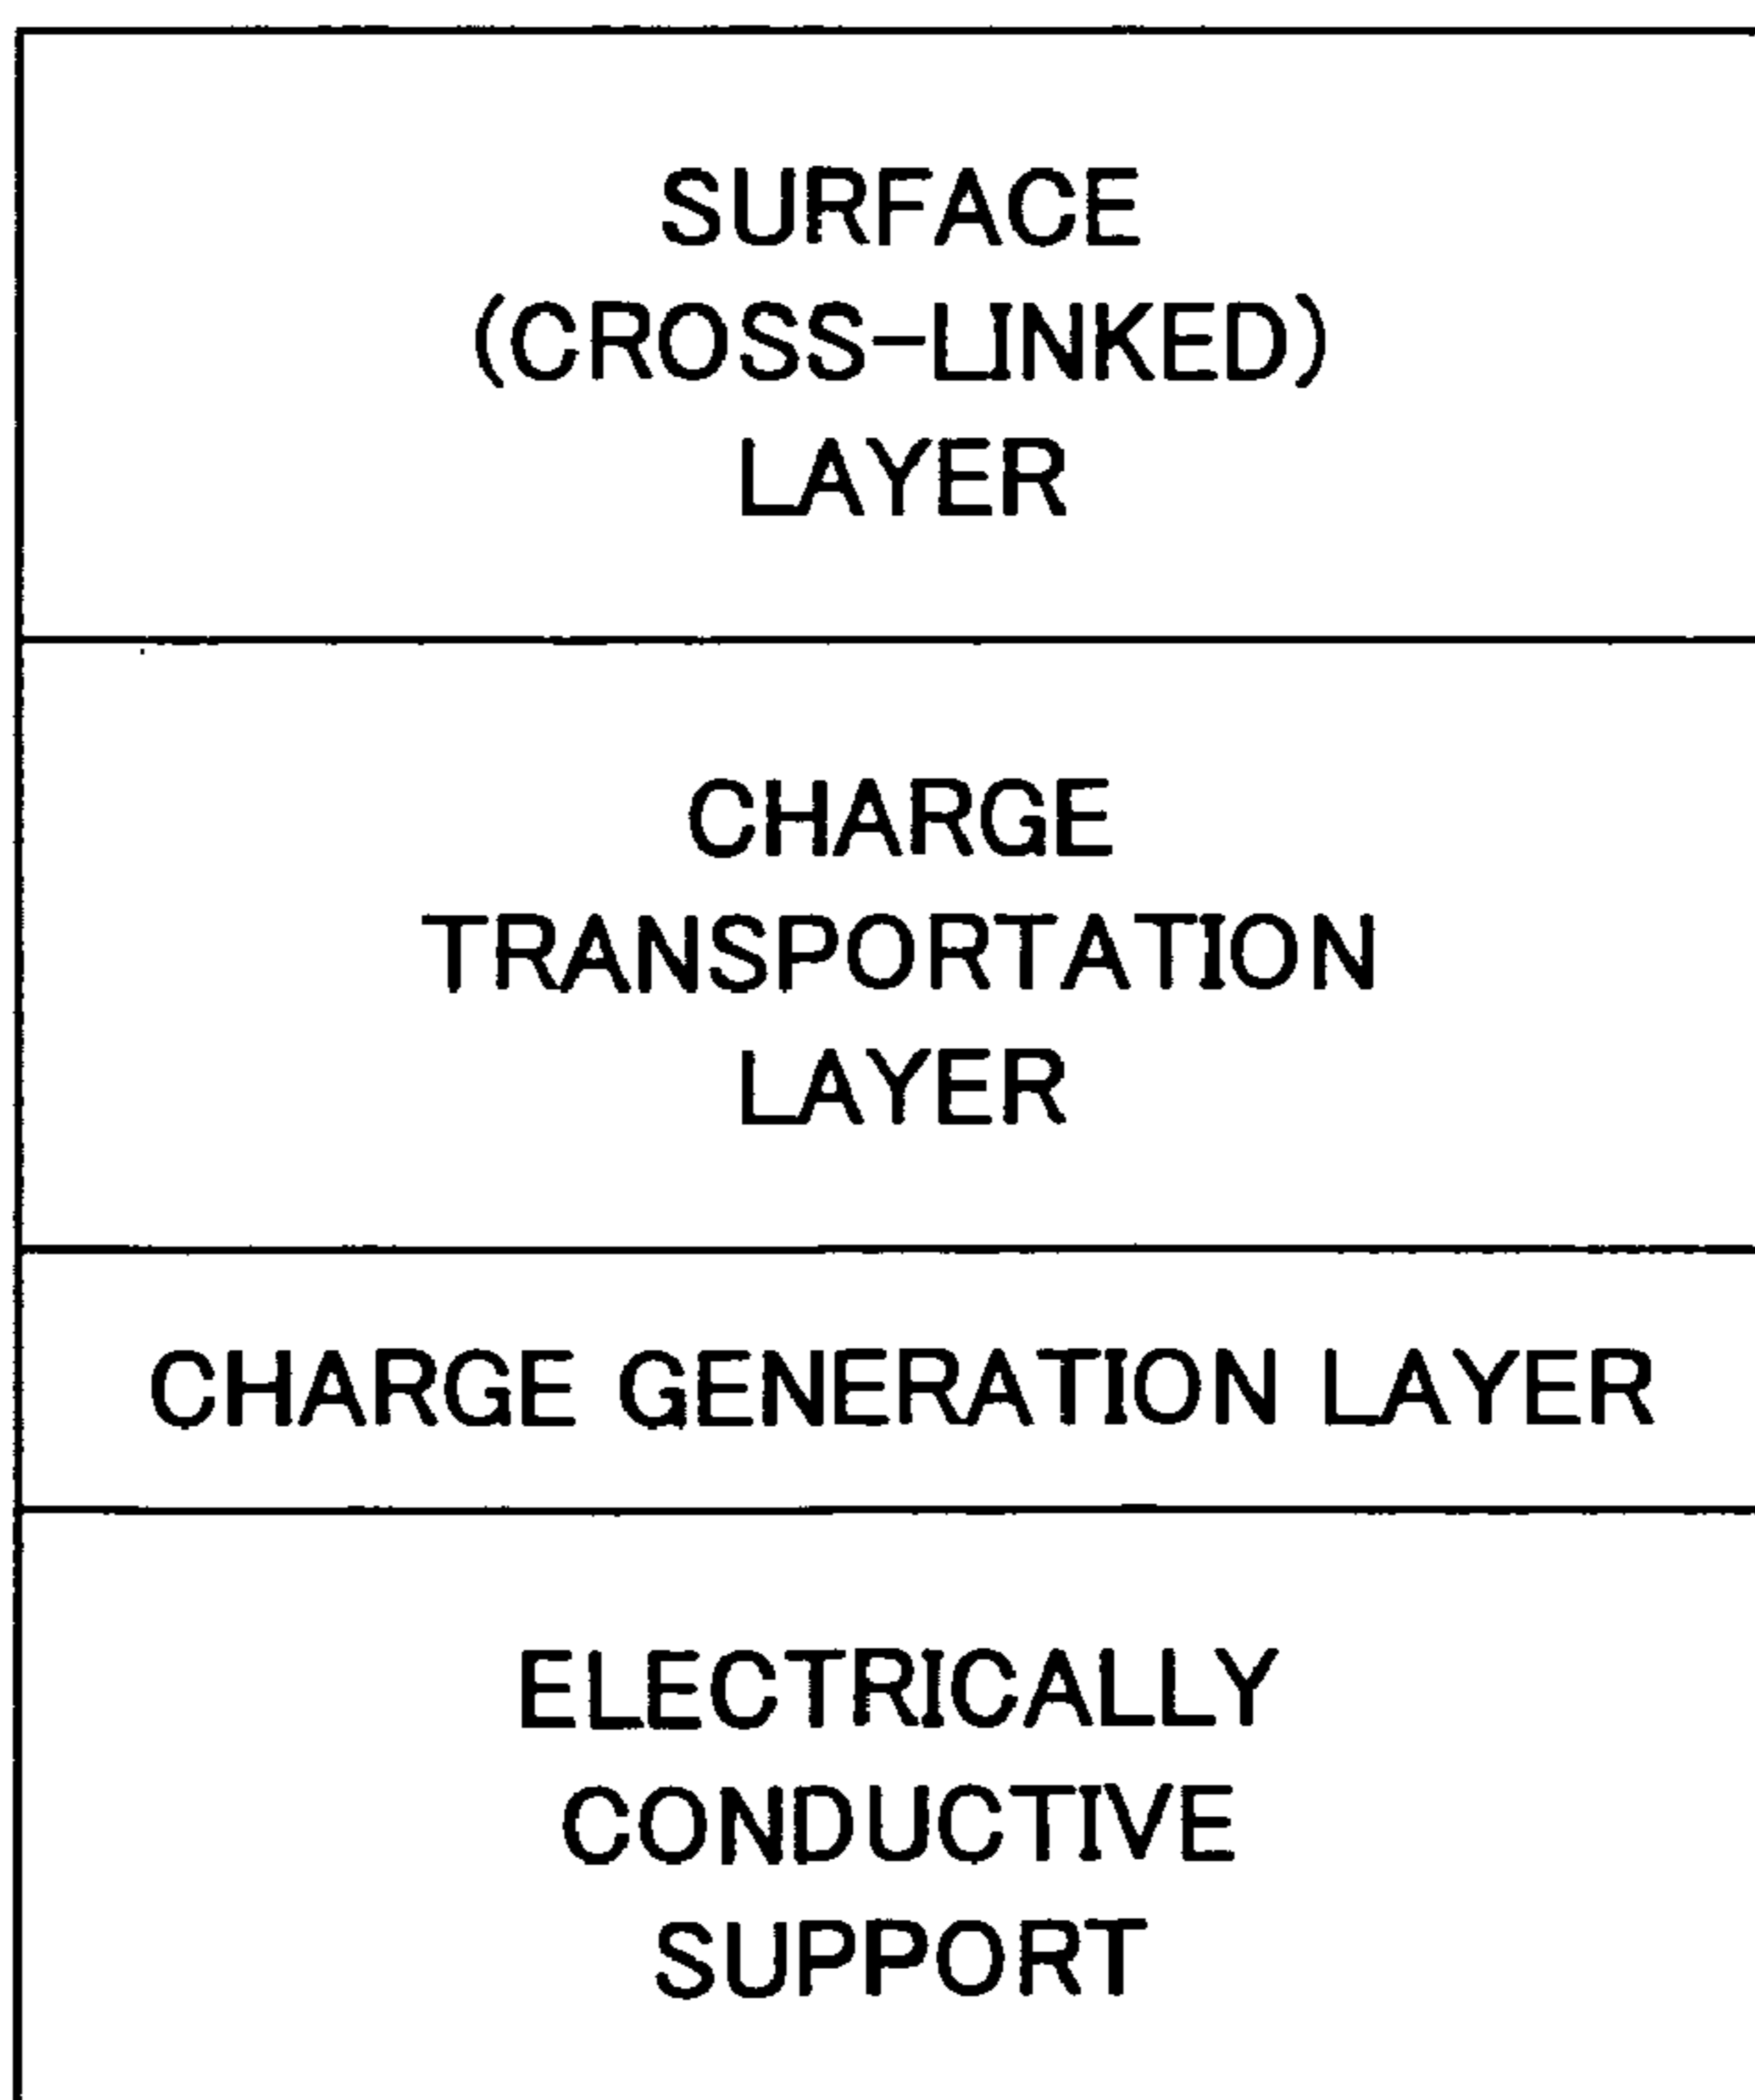 SURFACE
(CROSS-LINKED)
LAYER
CHARGE
TRANSPORTATION
LAYER
CHARGE GENERATION LAYER
ELECTRICALLY
CONDUCTIVE
SUPPORT